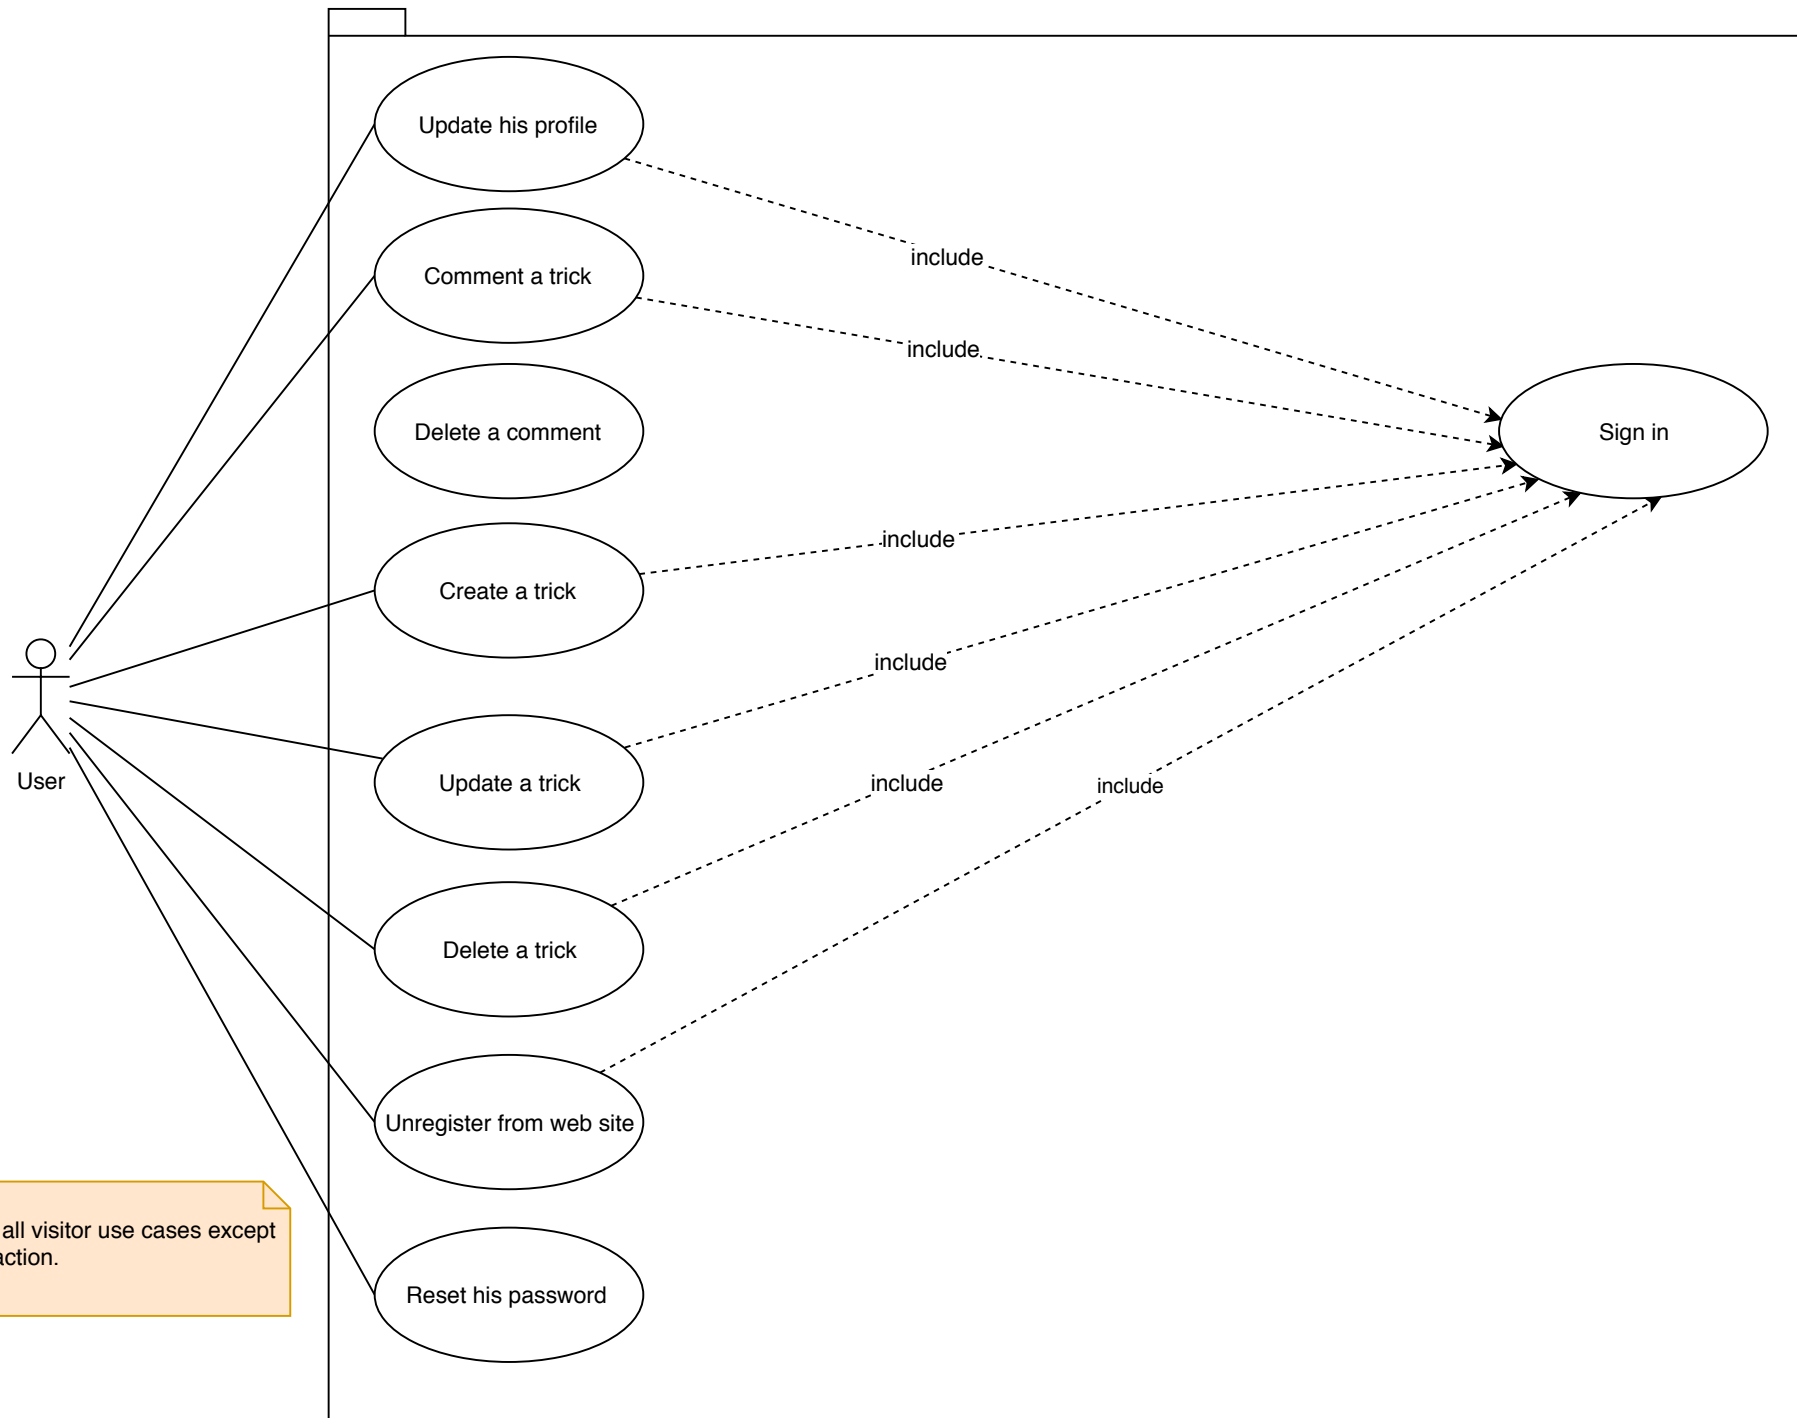 Update his profile
include
Comment a trick
include
Delete a comment
Sign in
include
Create a trick
include
User
Update a trick
include
include
Delete a trick
Unregister from web site
all visitor use cases except
action.
Reset his password